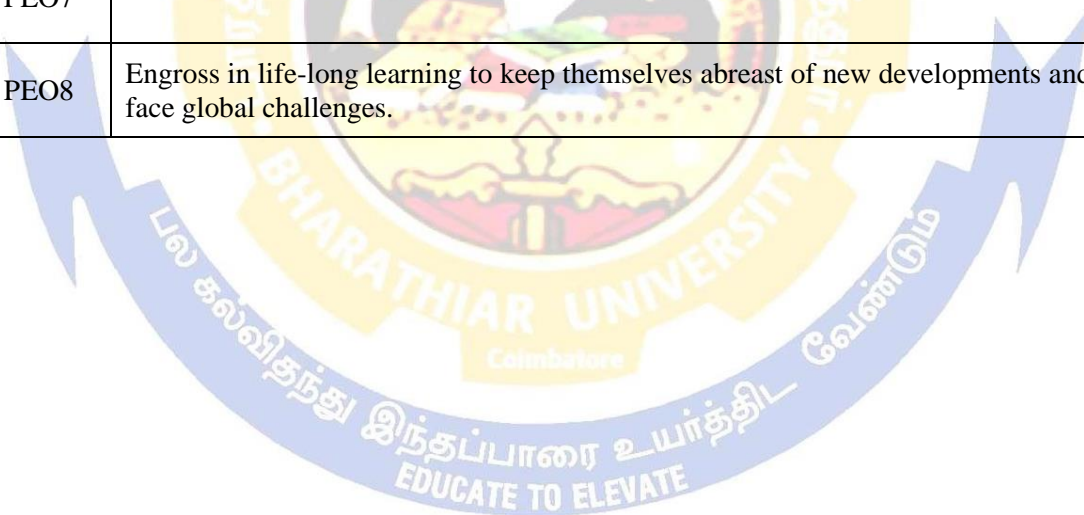 PEO7
PEO8
Engross in life-long learning to keep themselves abreast of new developments and
face global challenges.
BHARATHIAR UNIVERSITY
Coimbatore
பல கல்விதந்து இந்தப்பாரை உயர்த்திட வேண்டும்
EDUCATE TO ELEVATE